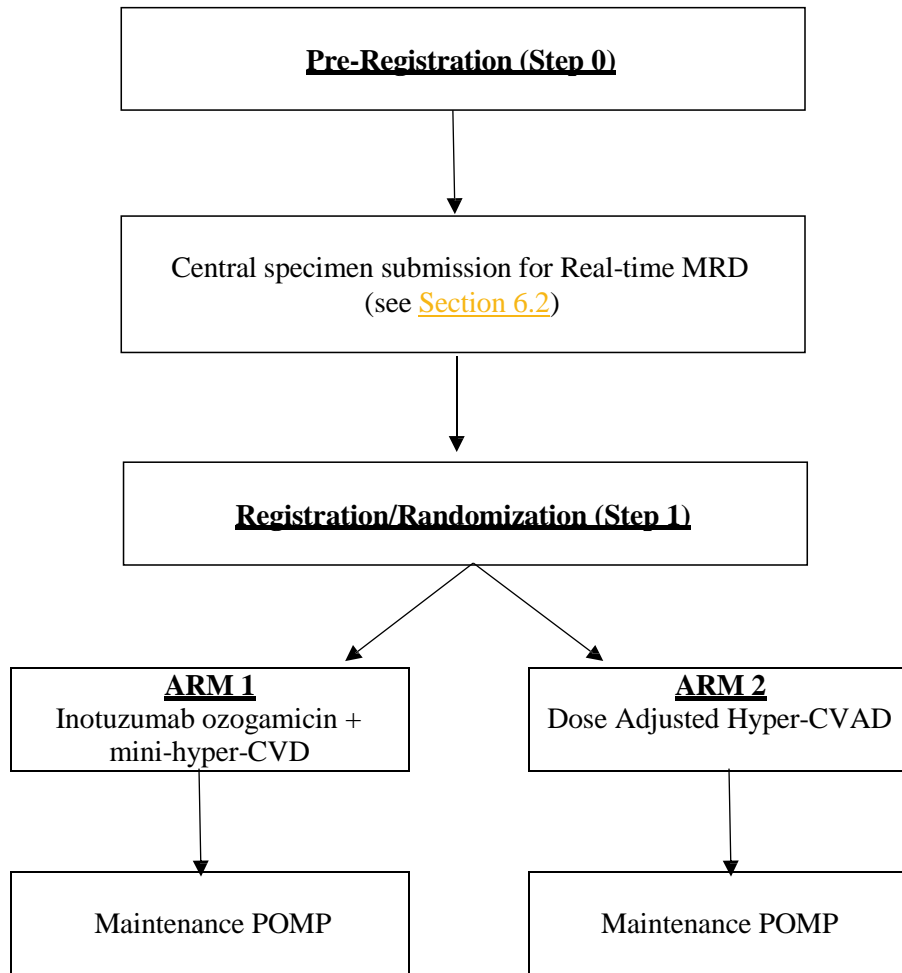 Pre-Registration (Step 0)
Central specimen submission for Real-time MRD
(see Section 6.2)
Registration/Randomization (Step 1)
ARM 1
Inotuzumab ozogamicin +
mini-hyper-CVD
ARM 2
Dose Adjusted Hyper-CVAD
Maintenance POMP
Maintenance POMP